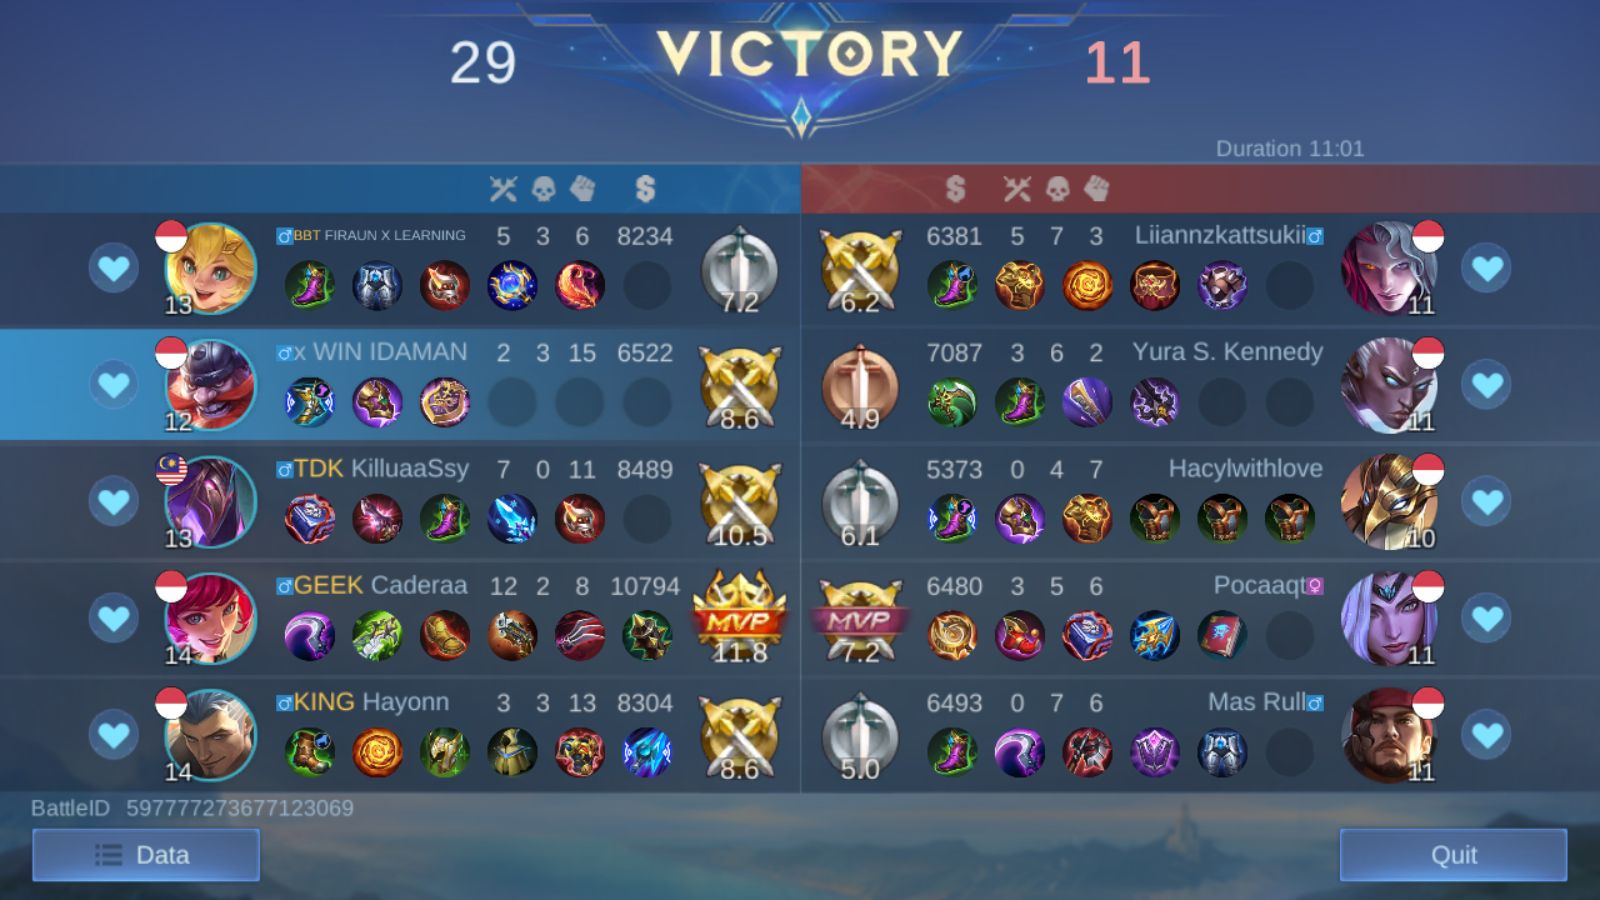 VICTORY
29
11
Duration 11:01
BBT FIRAUN X LEARNING 5 3 6 8234
13
7.2
6381 5 7 3 Liiannzkattsukii
6.2
11
x WIN IDAMAN 2 3 15 6522
12
8.6
7087 3 6 2 Yura S. Kennedy
4.9
11
TDK KilluaaSsy 7 0 11 8489
13
10.5
5373 0 4 7 Hacylwithlove
6.1
10
GEEK Caderaa 12 2 8 10794
14
MVP
11.8
6480 3 5 6 Pocaaqt
MVP
7.2
11
KING Hayonn 3 3 13 8304
14
8.6
6493 0 7 6 Mas Rull
5.0
11
BattleID 597777273677123069
Data
Quit